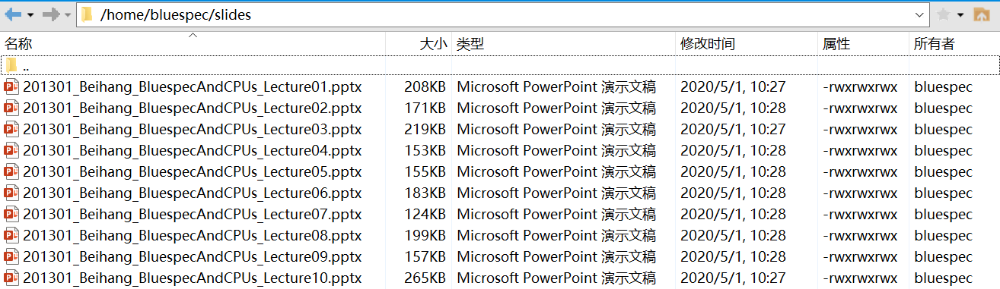 /home/bluespec/slides
名称 大小 类型 修改时间 属性 所有者
..
201301_Beihang_BluespecAndCPUs_Lecture01.pptx 208KB Microsoft PowerPoint 演示文稿 2020/5/1, 10:27 -rwxrwxrwx bluespec
201301_Beihang_BluespecAndCPUs_Lecture02.pptx 171KB Microsoft PowerPoint 演示文稿 2020/5/1, 10:28 -rwxrwxrwx bluespec
201301_Beihang_BluespecAndCPUs_Lecture03.pptx 219KB Microsoft PowerPoint 演示文稿 2020/5/1, 10:27 -rwxrwxrwx bluespec
201301_Beihang_BluespecAndCPUs_Lecture04.pptx 153KB Microsoft PowerPoint 演示文稿 2020/5/1, 10:28 -rwxrwxrwx bluespec
201301_Beihang_BluespecAndCPUs_Lecture05.pptx 155KB Microsoft PowerPoint 演示文稿 2020/5/1, 10:28 -rwxrwxrwx bluespec
201301_Beihang_BluespecAndCPUs_Lecture06.pptx 183KB Microsoft PowerPoint 演示文稿 2020/5/1, 10:28 -rwxrwxrwx bluespec
201301_Beihang_BluespecAndCPUs_Lecture07.pptx 124KB Microsoft PowerPoint 演示文稿 2020/5/1, 10:28 -rwxrwxrwx bluespec
201301_Beihang_BluespecAndCPUs_Lecture08.pptx 199KB Microsoft PowerPoint 演示文稿 2020/5/1, 10:28 -rwxrwxrwx bluespec
201301_Beihang_BluespecAndCPUs_Lecture09.pptx 157KB Microsoft PowerPoint 演示文稿 2020/5/1, 10:28 -rwxrwxrwx bluespec
201301_Beihang_BluespecAndCPUs_Lecture10.pptx 265KB Microsoft PowerPoint 演示文稿 2020/5/1, 10:27 -rwxrwxrwx bluespec